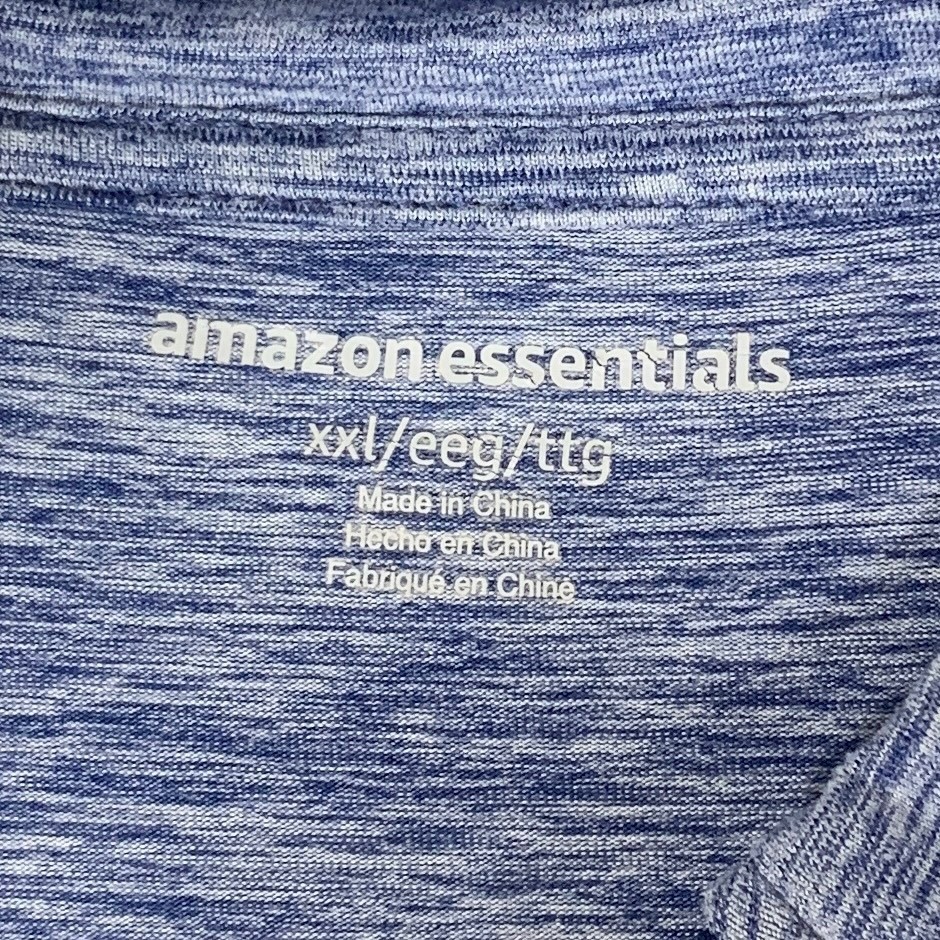 amazon essentials
xxl/eeg/ttg
Made in China
Hecho en China
Fabriqué en Chine